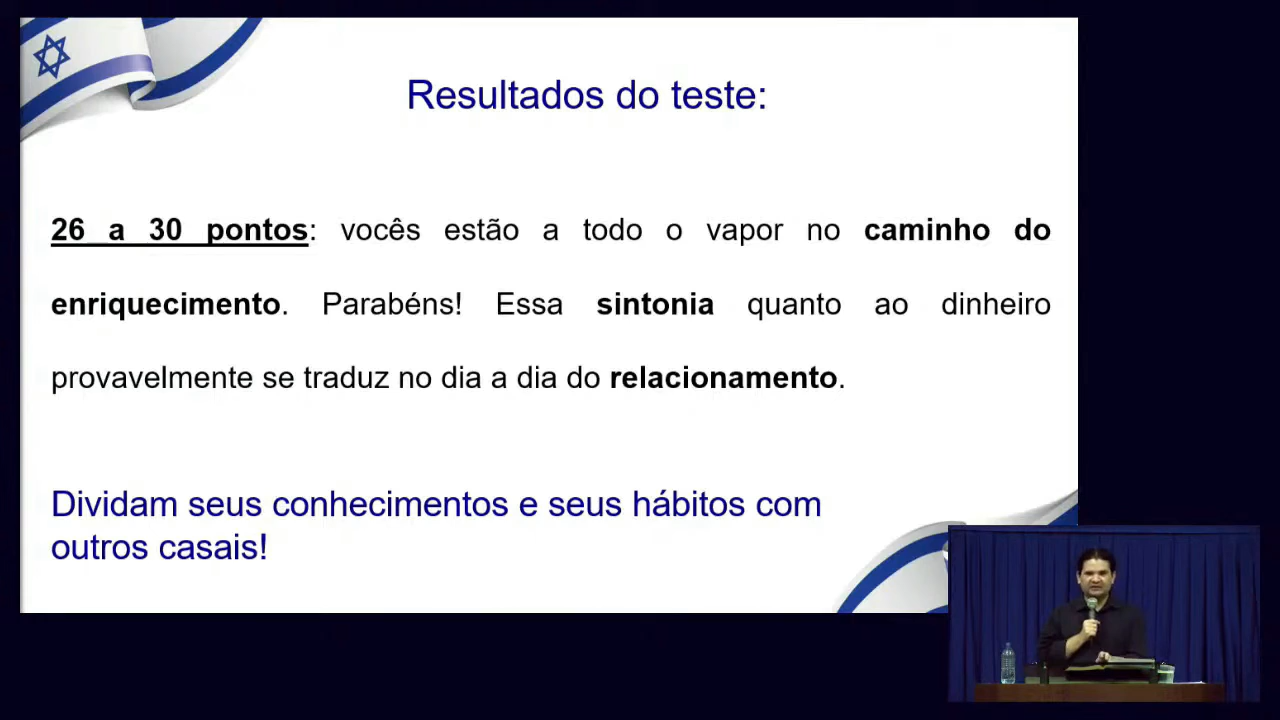 Resultados do teste:
26 a 30 pontos: vocês estão a todo o vapor no caminho do
enriquecimento. Parabéns! Essa sintonia quanto ao dinheiro
provavelmente se traduz no dia a dia do relacionamento.
Dividam seus conhecimentos e seus hábitos com
outros casais!